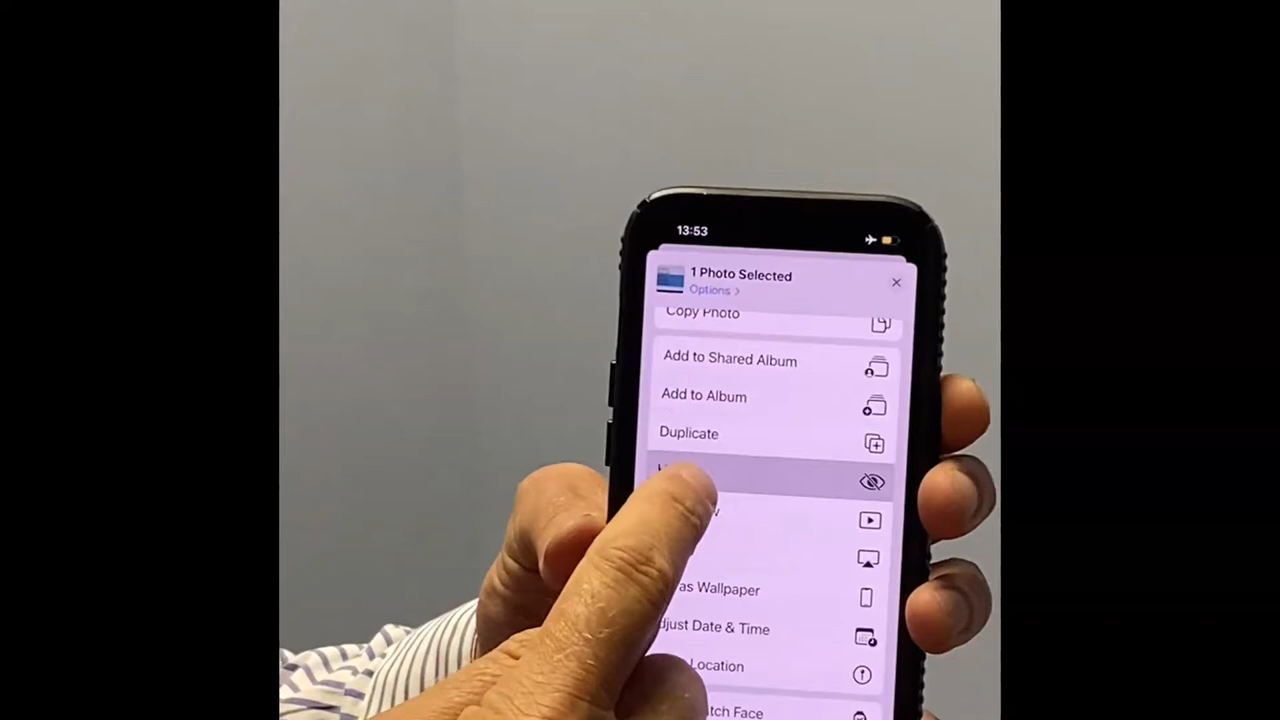 13:53
1 Photo Selected
Options >
Copy Photo
Add to Shared Album
Add to Album
Duplicate
as Wallpaper
djust Date & Time
Location
tch Face